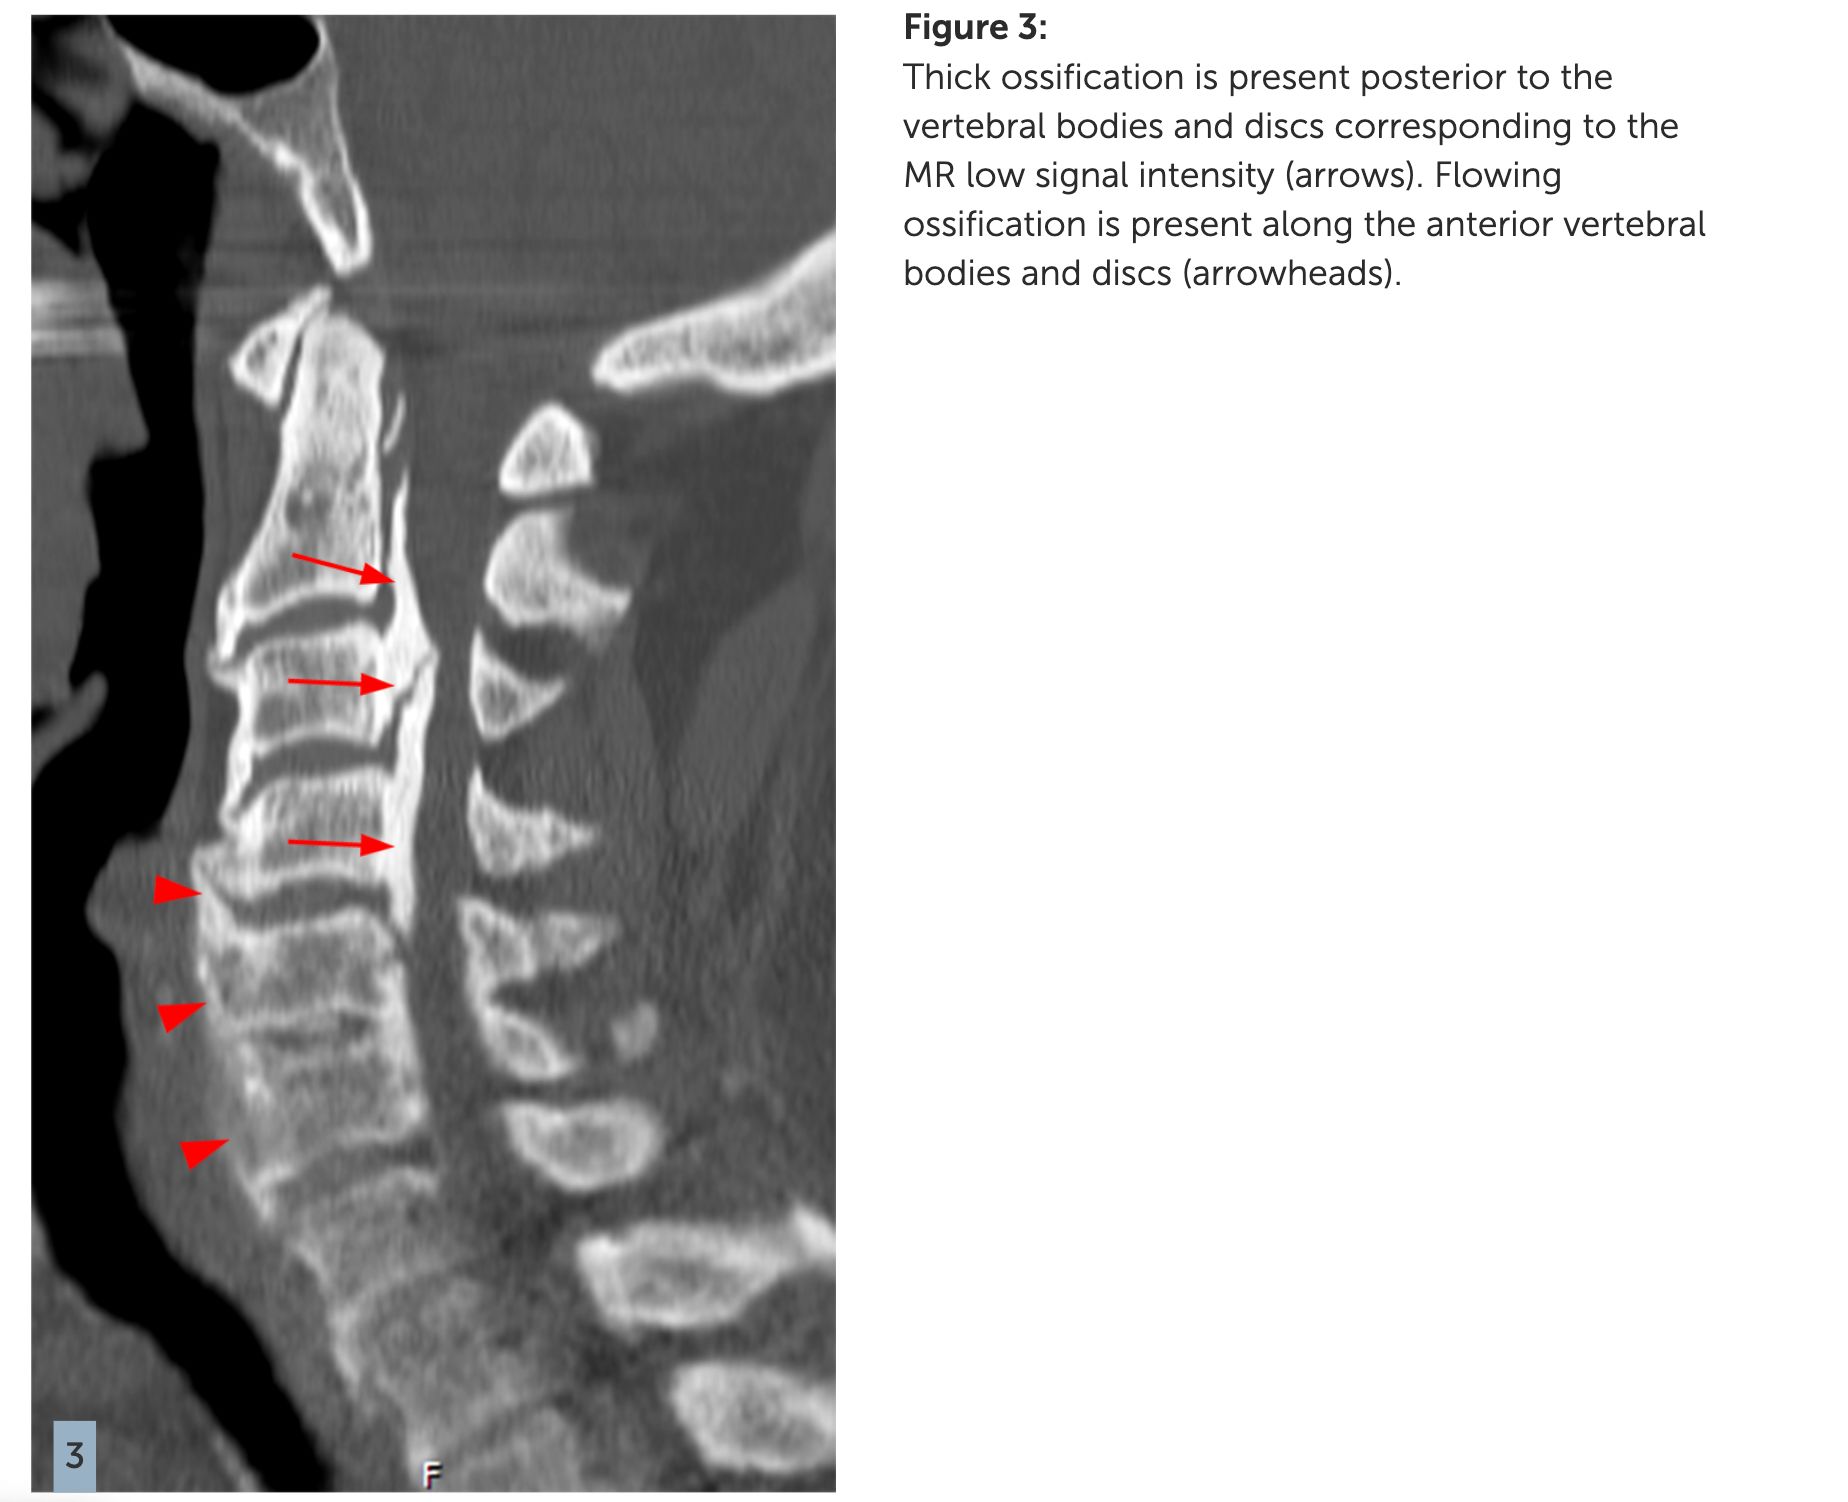 Figure 3:
Thick ossification is present posterior to the
vertebral bodies and discs corresponding to the
MR low signal intensity (arrows). Flowing
ossification is present along the anterior vertebral
bodies and discs (arrowheads).
3
F